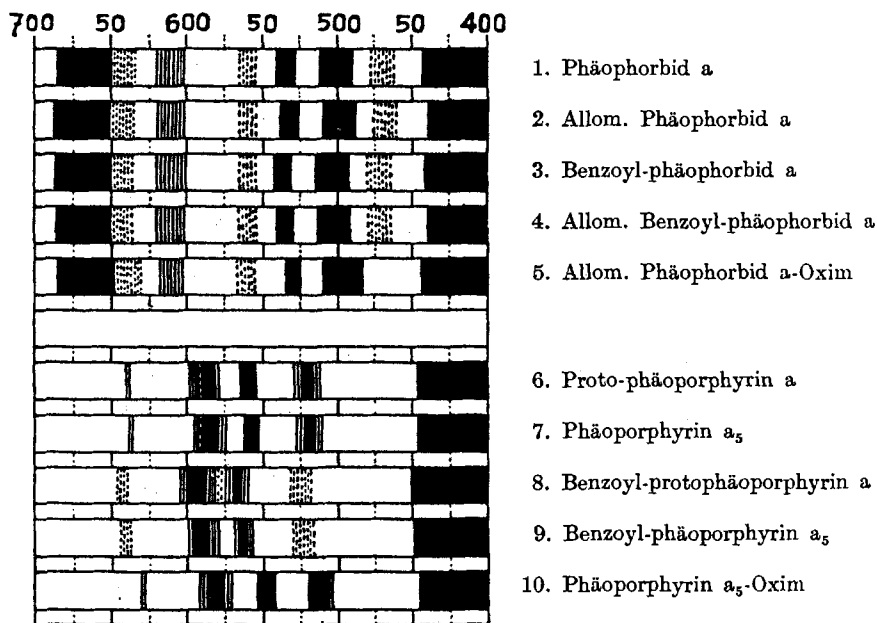 700 50 600 50 500 50 400
1. Phäophorbid a
2. Allom. Phäophorbid a
3. Benzoyl-phäophorbid a
4. Allom. Benzoyl-phäophorbid a
5. Allom. Phäophorbid a-Oxim
6. Proto-phäoporphyrin a
7. Phäoporphyrin a₅
8. Benzoyl-protophäoporphyrin a
9. Benzoyl-phäoporphyrin a₅
10. Phäoporphyrin a₅-Oxim